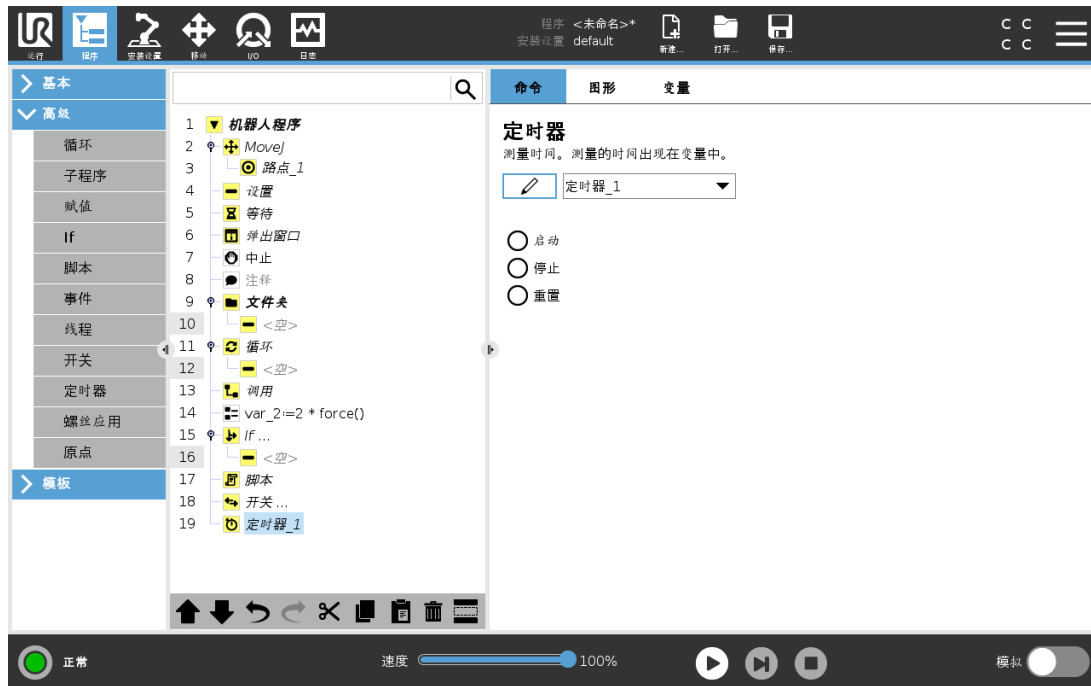 UR
运行
程序
安装设置
移动
I/O
日志
程序 <未命名>*
安装设置 default
新建...
打开...
保存...
C C
C C
基本
高级
循环
子程序
赋值
If
脚本
事件
线程
开关
定时器
螺丝应用
原点
模板
1 机器人程序
2 MoveJ
3 路点_1
4 设置
5 等待
6 弹出窗口
7 中止
8 注释
9 文件夹
10 <空>
11 循环
12 <空>
13 调用
14 var_2:=2 * force()
15 If ...
16 <空>
17 脚本
18 开关 ...
19 定时器_1
命令 图形 变量
定时器
测量时间。测量的时间出现在变量中。
定时器_1
启动
停止
重置
正常
速度 100%
模拟